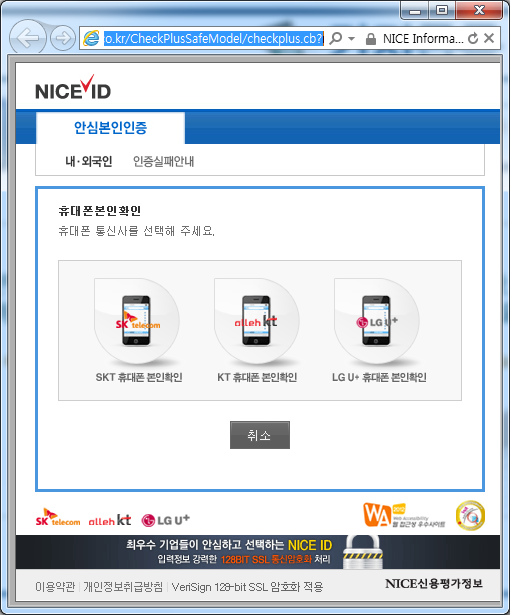 o.kr/CheckPlusSafeModel/checkplus.cb?
NICE Informa...
NICE ID
안심본인인증
내·외국인 인증실패안내
휴대폰본인확인
휴대폰 통신사를 선택해 주세요.
SK telecom
olleh kt
LG U+
SKT 휴대폰 본인확인
KT 휴대폰 본인확인
LG U+ 휴대폰 본인확인
취소
SK telecom olleh kt LG U+
WA
Web Accessibility
웹 접근성 우수사이트
최우수 기업들이 안심하고 선택하는 NICE ID
입력정보 강력한 128BIT SSL 통신암호화 처리
이용약관 | 개인정보취급방침 | VeriSign 128-bit SSL 암호화 적용
NICE신용평가정보